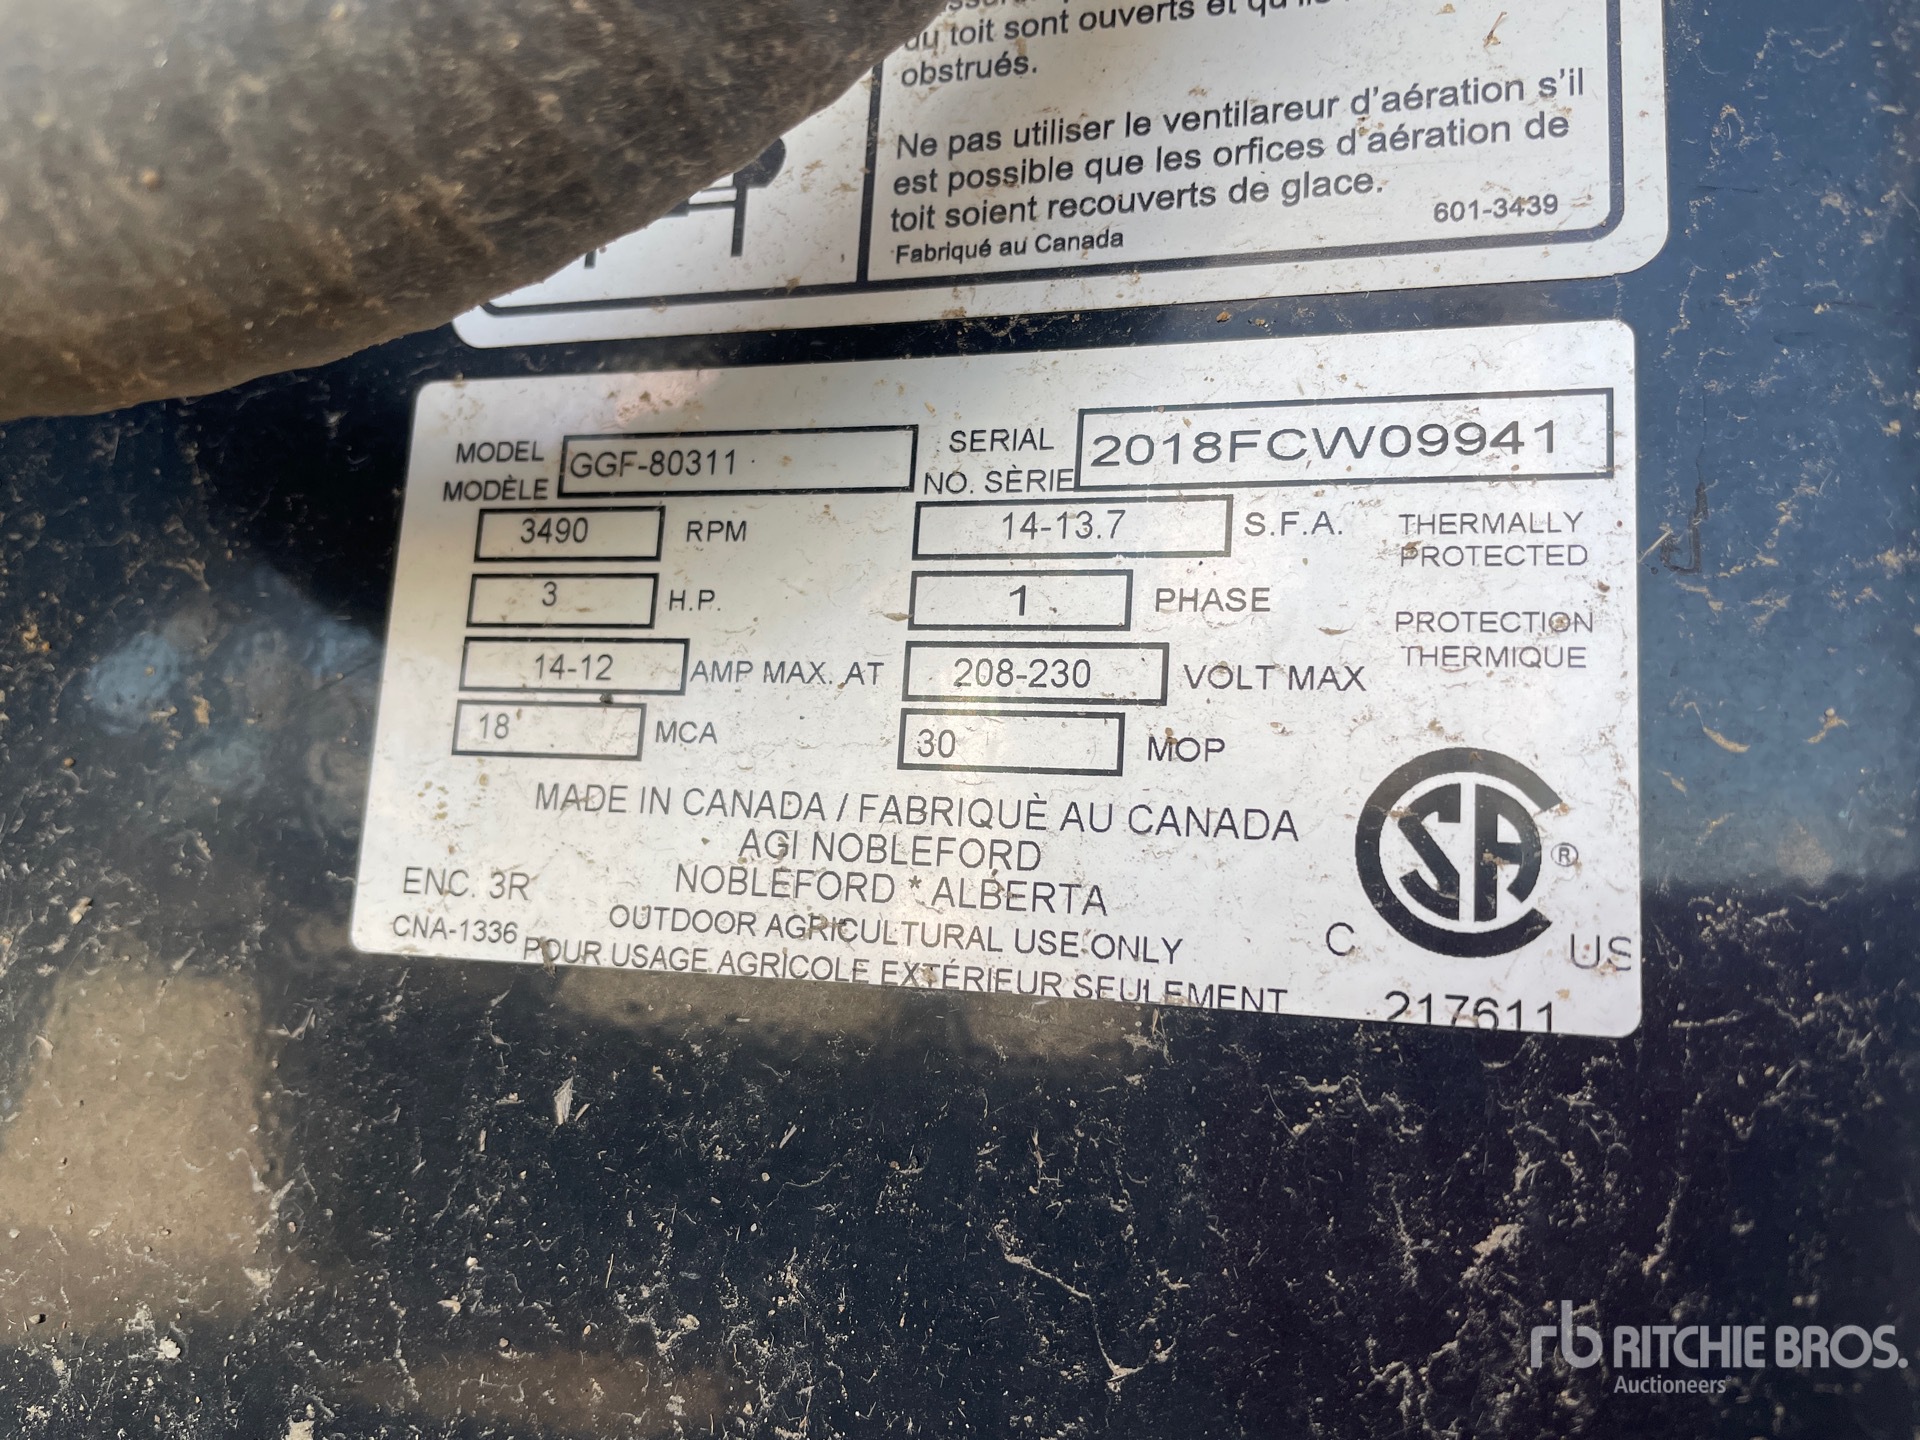 du toit sont ouverts et qu'ils
obstrués.
Ne pas utiliser le ventilareur d'aération s'il
est possible que les orfices d'aération de
toit soient recouverts de glace.
Fabriqué au Canada 601-3439
MODEL
MODÈLE GGF-80311
SERIAL
NO. SÈRIE 2018FCW09941
3490 RPM 14-13.7 S.F.A.
THERMALLY
PROTECTED
3 H.P. 1 PHASE
PROTECTION
THERMIQUE
14-12 AMP MAX. AT 208-230 VOLT MAX
18 MCA 30 MOP
MADE IN CANADA / FABRIQUÈ AU CANADA
AGI NOBLEFORD
ENC. 3R NOBLEFORD * ALBERTA
CNA-1336 OUTDOOR AGRICULTURAL USE ONLY
POUR USAGE AGRICOLE EXTÉRIEUR SEULEMENT
C SA ® US
217611
rb RITCHIE BROS.
Auctioneers